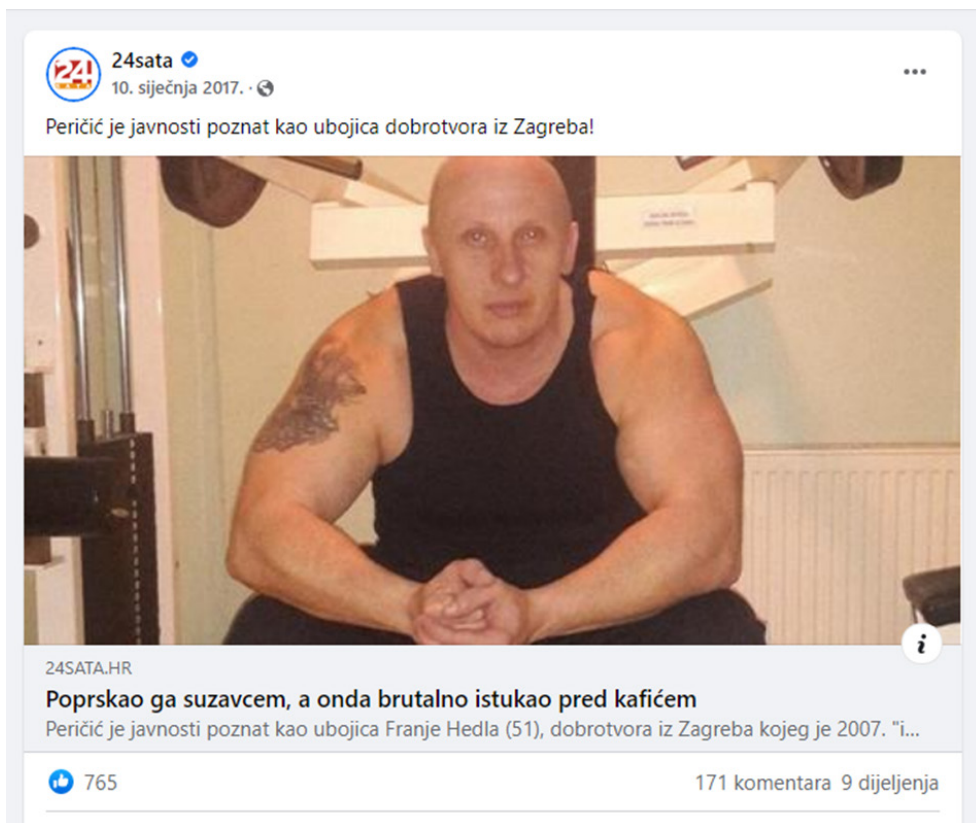 24sata
24! SATA
10. siječnja 2017. ·
Peričić je javnosti poznat kao ubojica dobrotvora iz Zagreba!
i
24SATA.HR
Poprskao ga suzavcem, a onda brutalno istukao pred kafićem
Peričić je javnosti poznat kao ubojica Franje Hedla (51), dobrotvora iz Zagreba kojeg je 2007. "i...
765
171 komentara 9 dijeljenja